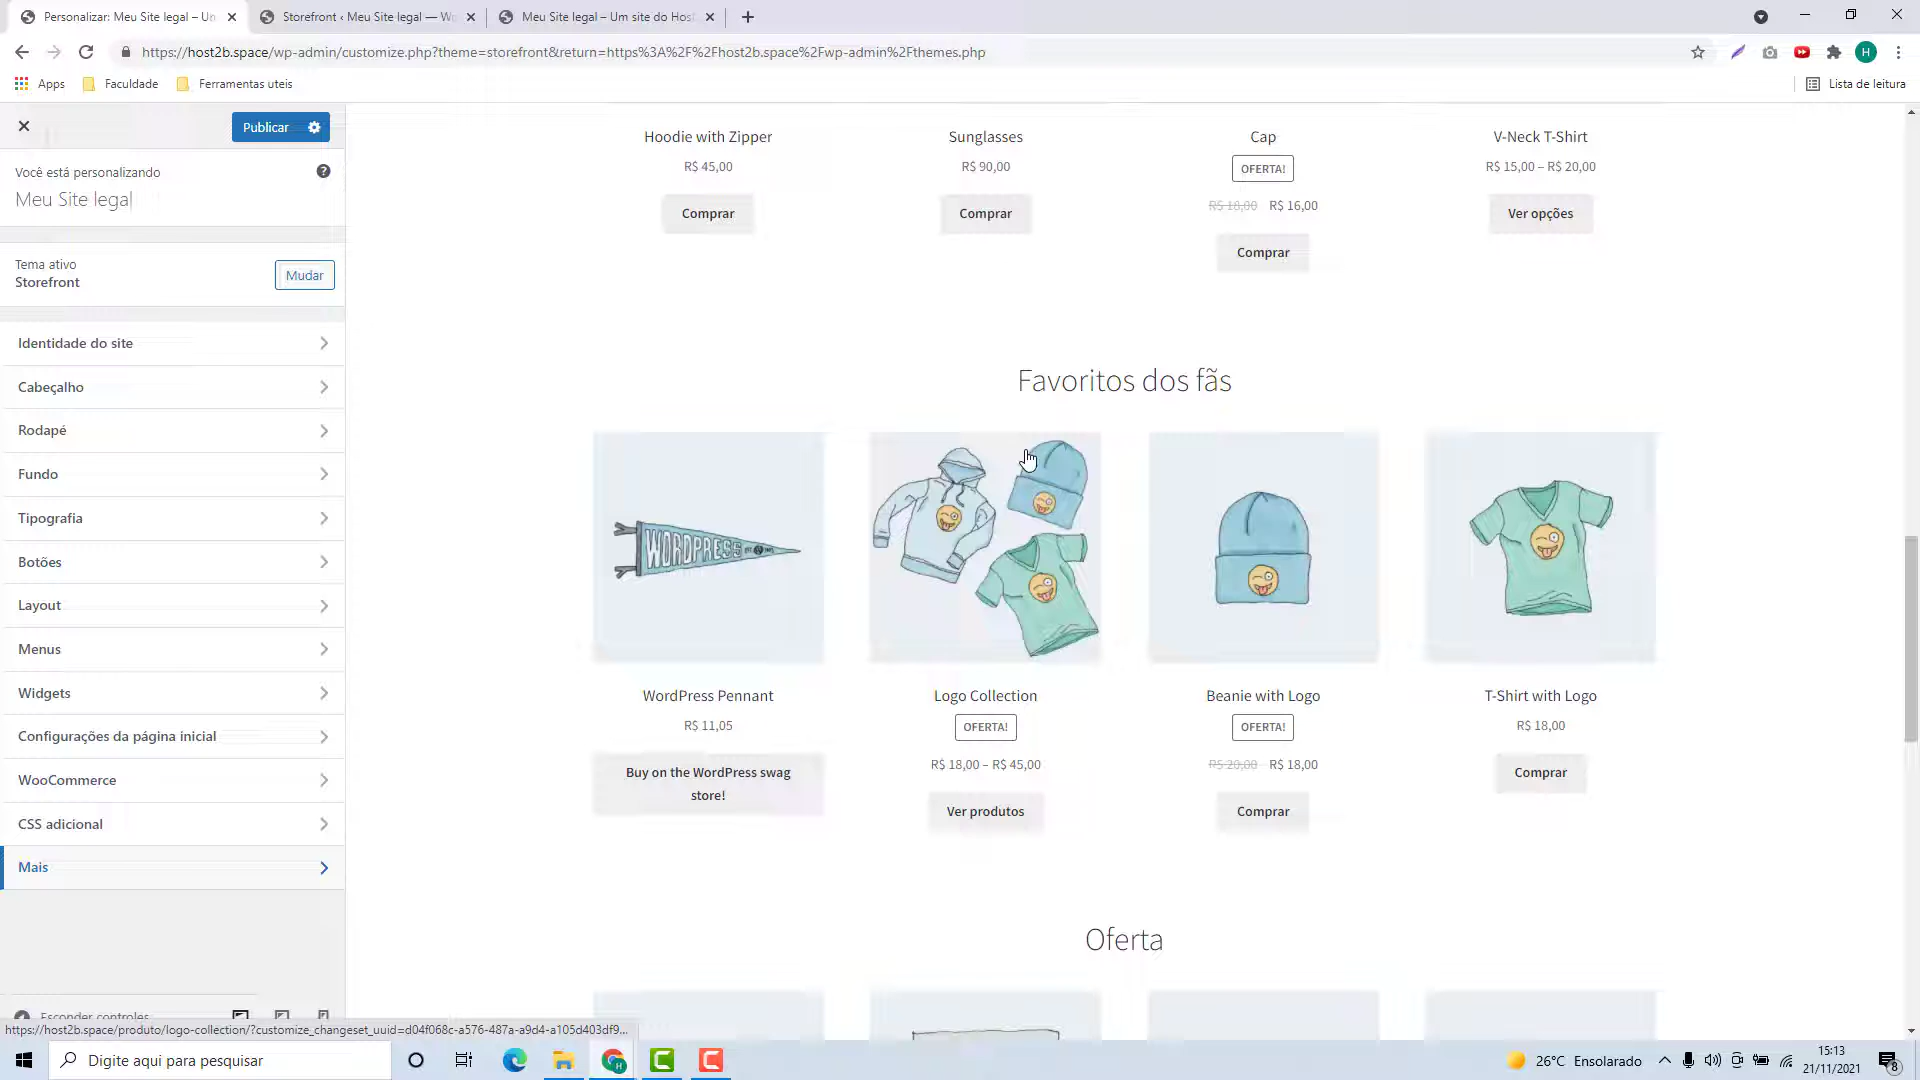 Personalizar: Meu Site legal – Un
Storefront ‹ Meu Site legal — Wo
Meu Site legal – Um site do Host
https://host2b.space/wp-admin/customize.php?theme=storefront&return=https%3A%2F%2Fhost2b.space%2Fwp-admin%2Fthemes.php
H
Apps
Faculdade
Ferramentas uteis
Lista de leitura
Publicar
Você está personalizando
Meu Site legal
Tema ativo
Storefront
Mudar
Identidade do site
Cabeçalho
Rodapé
Fundo
Tipografia
Botões
Layout
Menus
Widgets
Configurações da página inicial
WooCommerce
CSS adicional
Mais
Esconder controles
https://host2b.space/produto/logo-collection/?customize_changeset_uuid=d04f068c-a576-487a-a9d4-a105d403df9...
Hoodie with Zipper
R$ 45,00
Comprar
Sunglasses
R$ 90,00
Comprar
Cap
OFERTA!
R$ 18,00 R$ 16,00
Comprar
V-Neck T-Shirt
R$ 15,00 – R$ 20,00
Ver opções
Favoritos dos fãs
WORDPRESS
WordPress Pennant
R$ 11,05
Buy on the WordPress swag
store!
Logo Collection
OFERTA!
R$ 18,00 – R$ 45,00
Ver produtos
Beanie with Logo
OFERTA!
R$ 20,00 R$ 18,00
Comprar
T-Shirt with Logo
R$ 18,00
Comprar
Oferta
Digite aqui para pesquisar
26°C Ensolarado
15:13
21/11/2021
8